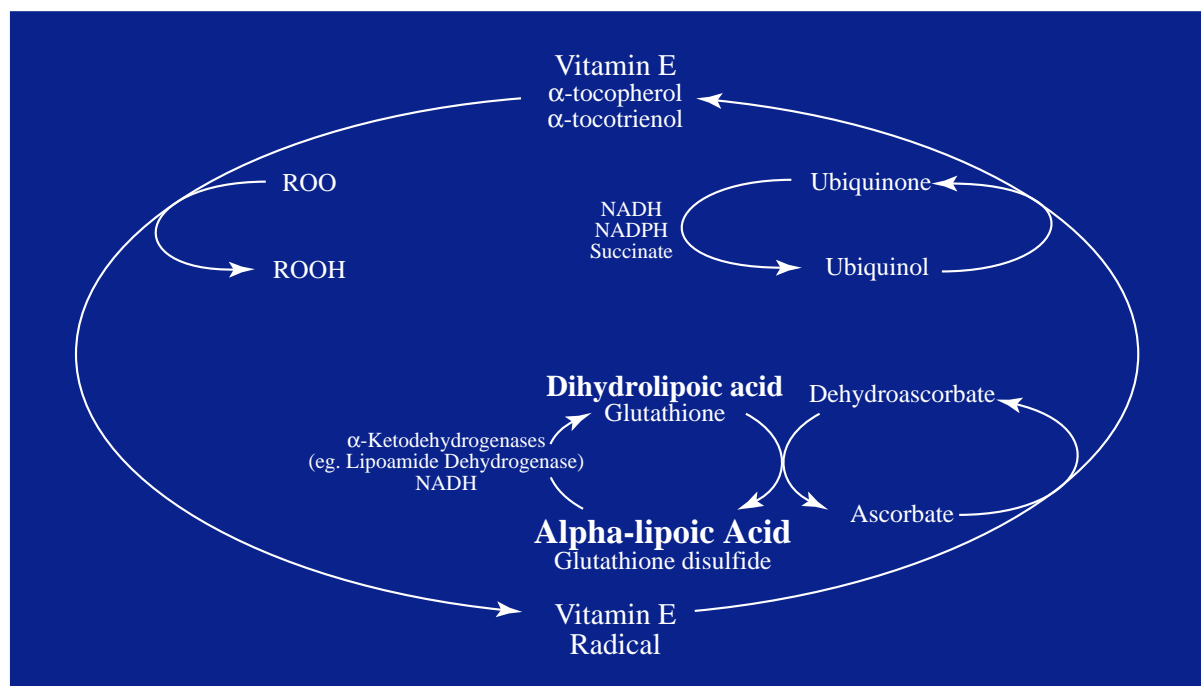 Vitamin E
α-tocopherol
α-tocotrienol
ROO
ROOH
Ubiquinone
NADH
NADPH
Succinate
Ubiquinol
Dihydrolipoic acid
Glutathione
Dehydroascorbate
α-Ketodehydrogenases
(eg. Lipoamide Dehydrogenase)
NADH
Ascorbate
Alpha-lipoic Acid
Glutathione disulfide
Vitamin E
Radical